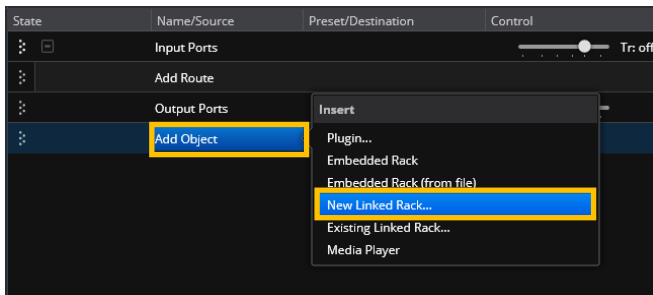 State Name/Source Preset/Destination Control
Input Ports Tr: off
Add Route
Output Ports
Insert
Add Object
Plugin...
Embedded Rack
Embedded Rack (from file)
New Linked Rack...
Existing Linked Rack...
Media Player